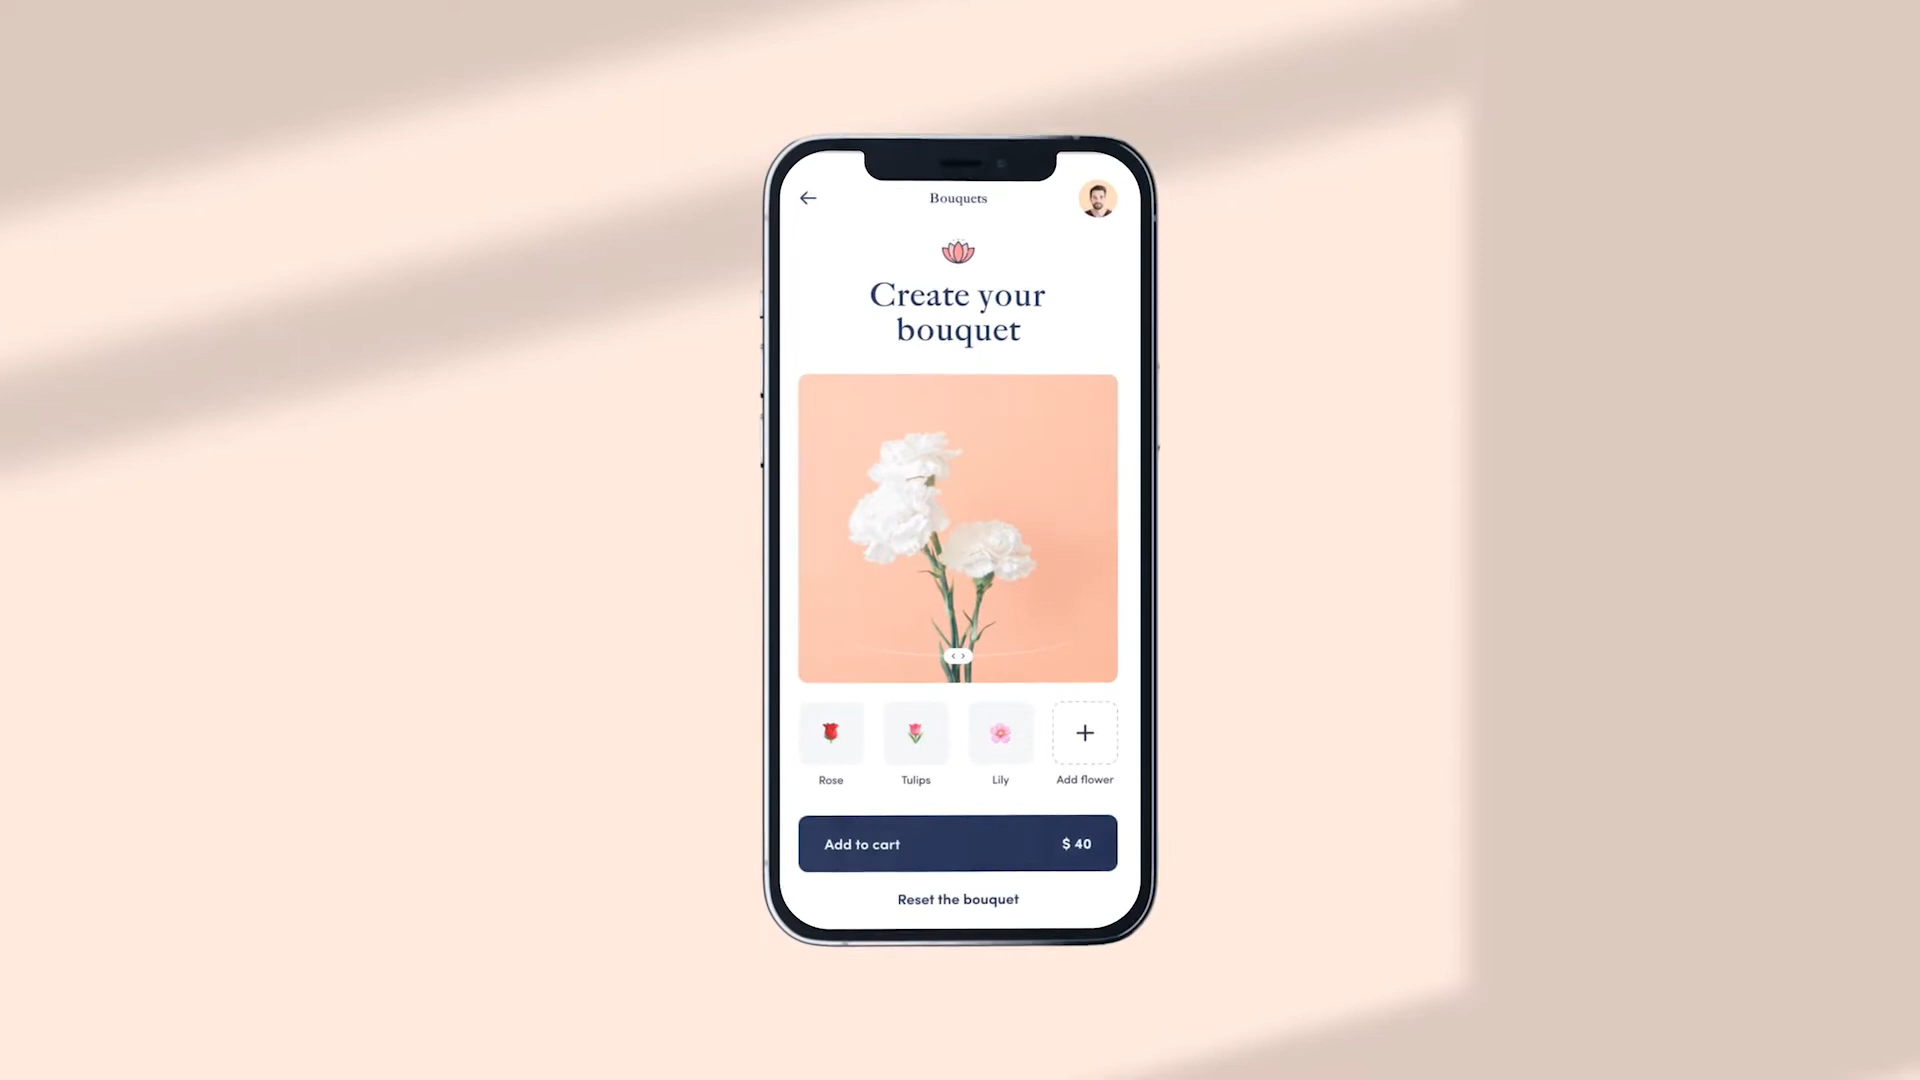 Bouquets
Create your
bouquet
Rose
Tulips
Lily
Add flower
Add to cart
$ 40
Reset the bouquet